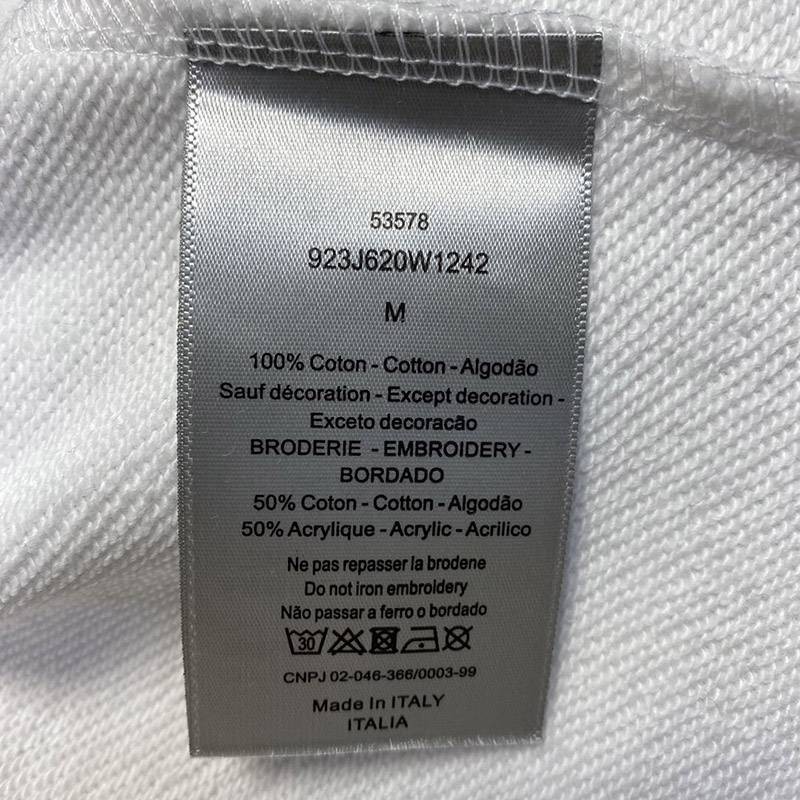 53578
923J620W1242
M
100% Coton - Cotton - Algodão
Sauf décoration - Except decoration -
Exceto decoracão
BRODERIE - EMBROIDERY -
BORDADO
50% Coton - Cotton - Algodão
50% Acrylique - Acrylic - Acrilico
Ne pas repasser la brodene
Do not iron embroldery
Não passar a ferro o bordado
30
CNPJ 02-046-366/0003-99
Made In ITALY
ITALIA